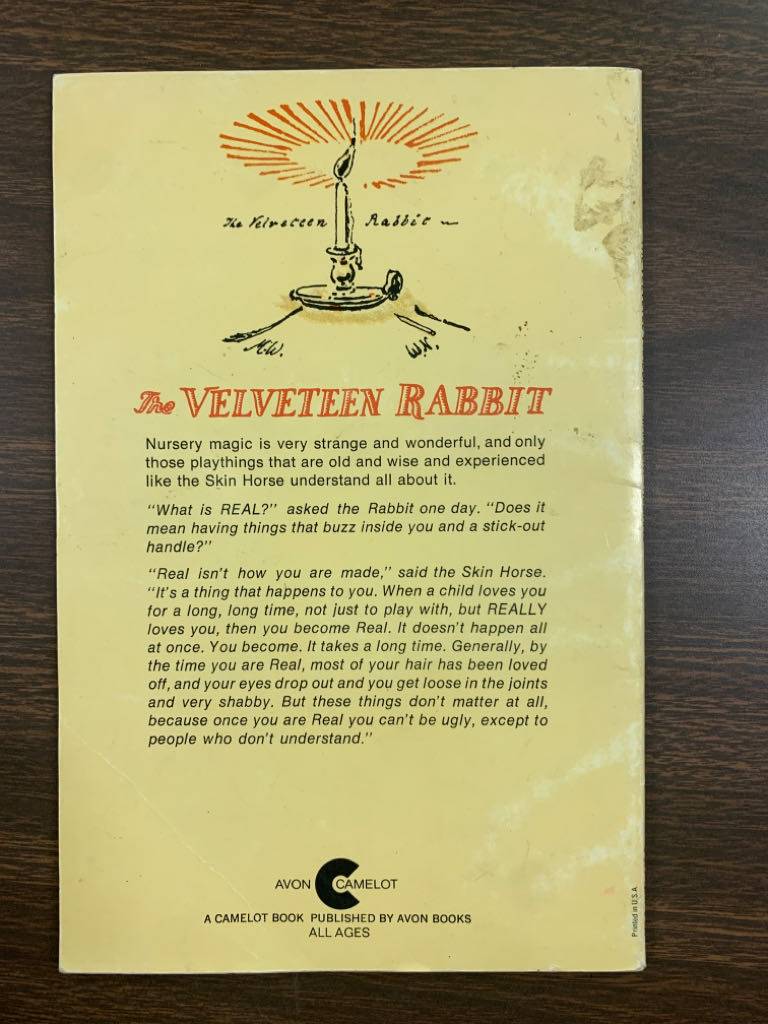 The Velveteen Rabbit
M.W.
The VELVETEEN RABBIT
Nursery magic is very strange and wonderful, and only
those playthings that are old and wise and experienced
like the Skin Horse understand all about it.
"What is REAL?" asked the Rabbit one day. "Does it
mean having things that buzz inside you and a stick-out
handle?"
"Real isn't how you are made," said the Skin Horse.
"It's a thing that happens to you. When a child loves you
for a long, long time, not just to play with, but REALLY
loves you, then you become Real. It doesn't happen all
at once. You become. It takes a long time. Generally, by
the time you are Real, most of your hair has been loved
off, and your eyes drop out and you get loose in the joints
and very shabby. But these things don't matter at all,
because once you are Real you can't be ugly, except to
people who don't understand."
AVON CAMELOT
A CAMELOT BOOK PUBLISHED BY AVON BOOKS
ALL AGES
Printed in U.S.A.